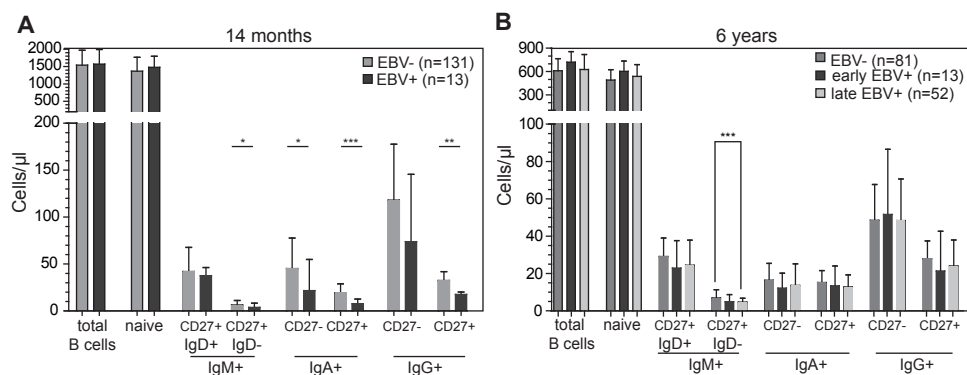 A
14 months
2000
1500
1000
500
200
150
100
50
0
Cells/µl
EBV- (n=131)
EBV+ (n=13)
* * *** **
total naive CD27+ CD27+ CD27- CD27+ CD27- CD27+
B cells IgD+ IgD-
IgM+ IgA+ IgG+
B
6 years
900
600
300
100
80
60
40
20
0
Cells/µl
EBV- (n=81)
early EBV+ (n=13)
late EBV+ (n=52)
***
total naive CD27+ CD27+ CD27- CD27+ CD27- CD27+
B cells IgD+ IgD-
IgM+ IgA+ IgG+